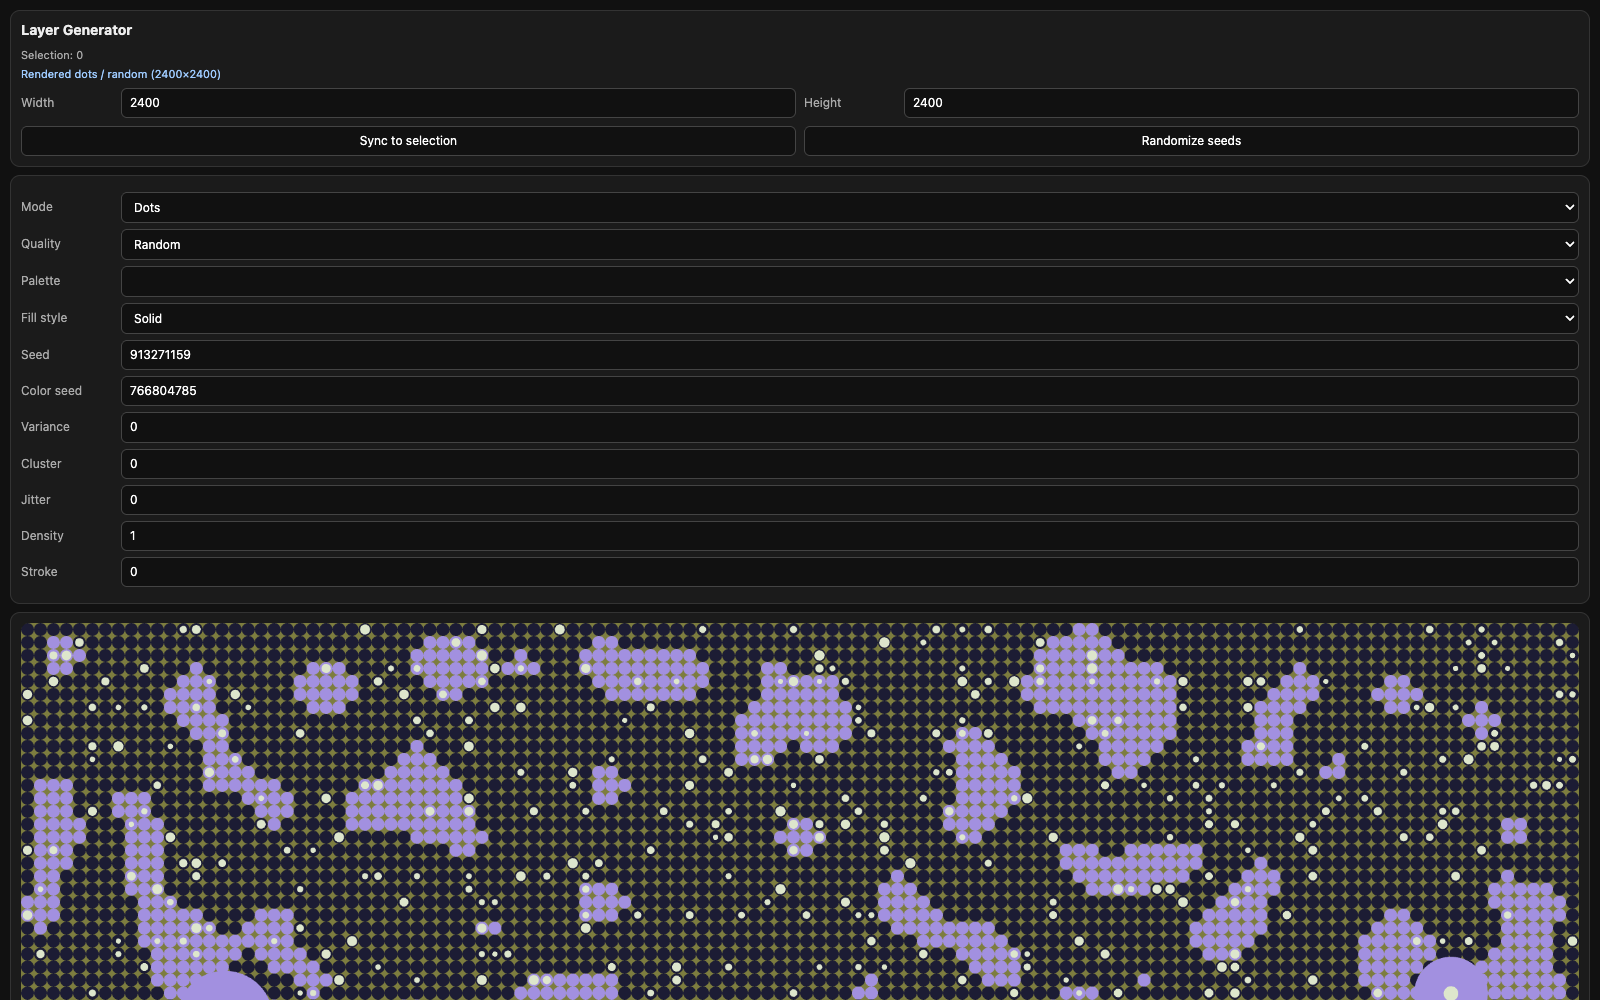 Layer Generator
Selection: 0
Rendered dots / random (2400×2400)
Width 2400 Height 2400
Sync to selection Randomize seeds
Mode Dots
Quality Random
Palette
Fill style Solid
Seed 913271159
Color seed 766804785
Variance 0
Cluster 0
Jitter 0
Density 1
Stroke 0